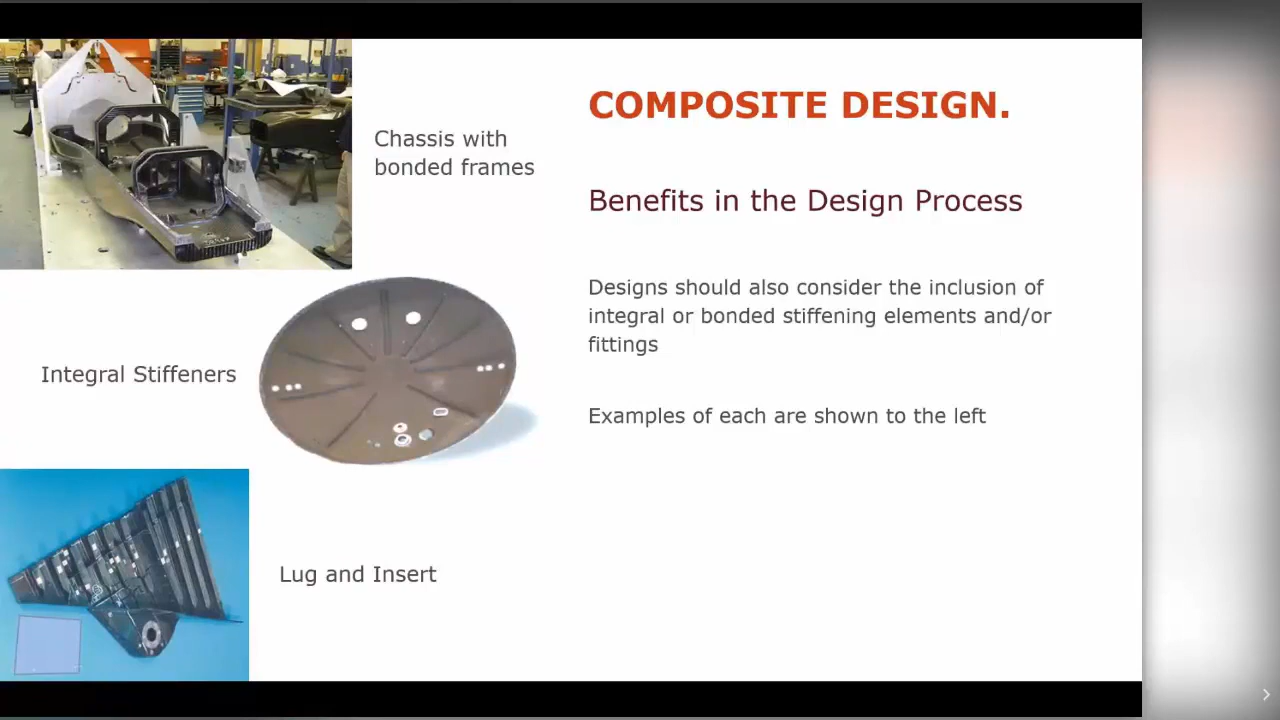 COMPOSITE DESIGN.
Chassis with
bonded frames
Benefits in the Design Process
Designs should also consider the inclusion of
integral or bonded stiffening elements and/or
fittings
Integral Stiffeners
Examples of each are shown to the left
Lug and Insert